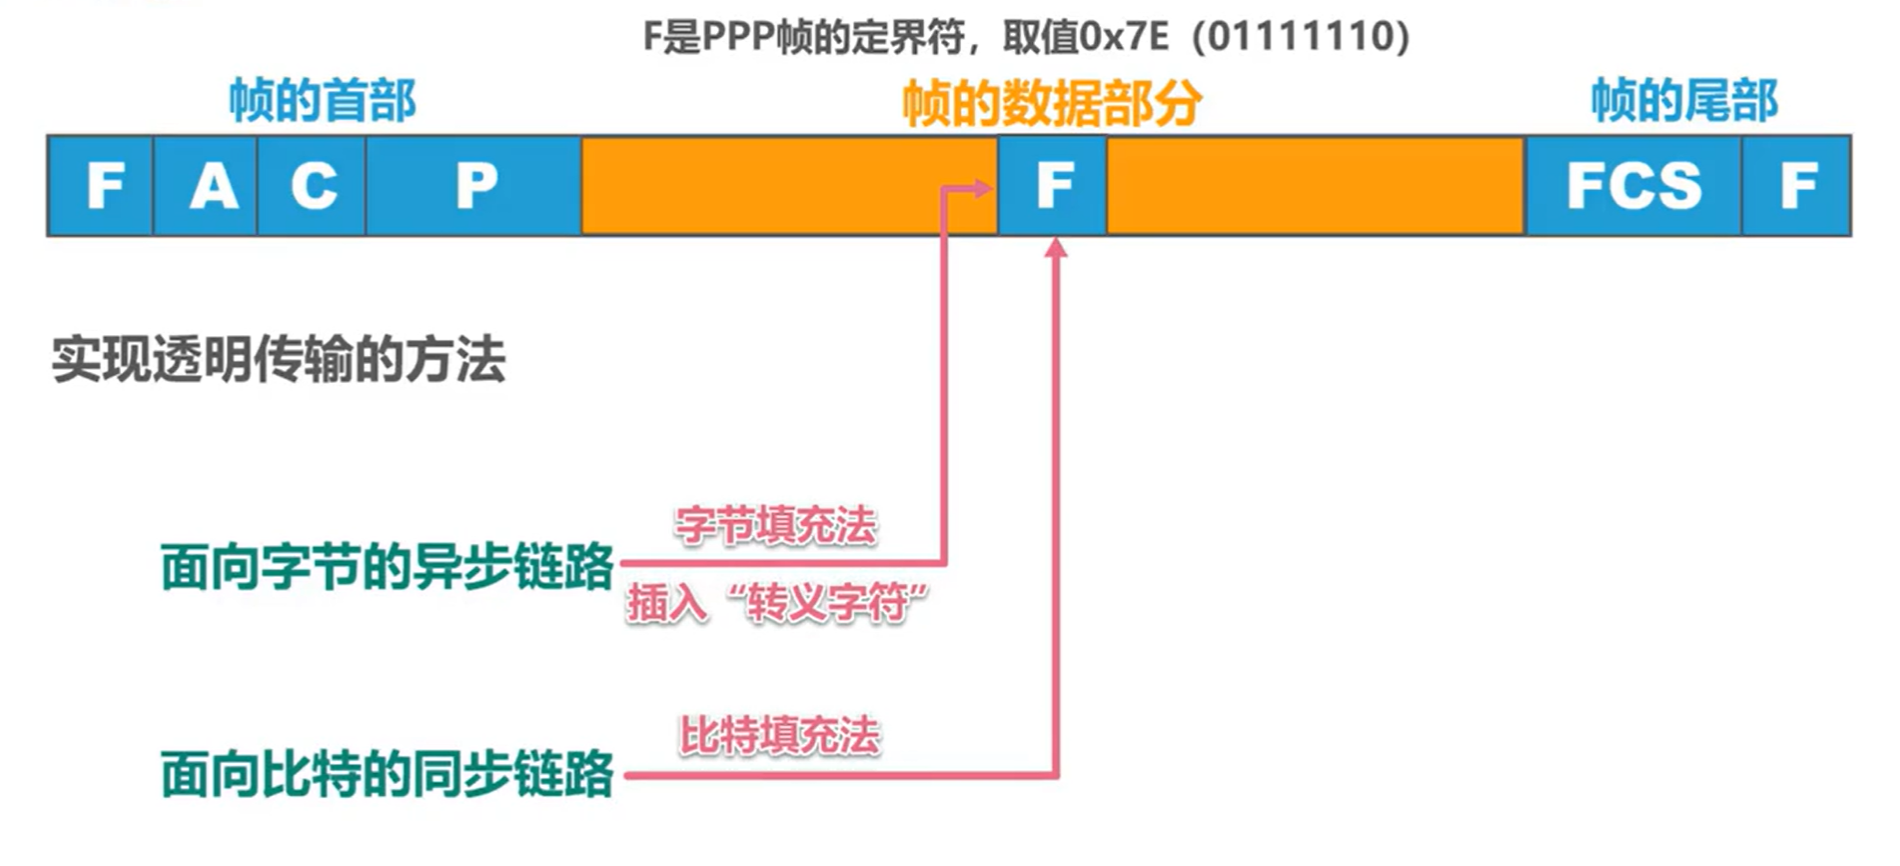 F是PPP帧的定界符，取值0x7E（01111110）
帧的首部
帧的数据部分
帧的尾部
F A C P F FCS F
实现透明传输的方法
字节填充法
面向字节的异步链路
插入“转义字符”
比特填充法
面向比特的同步链路